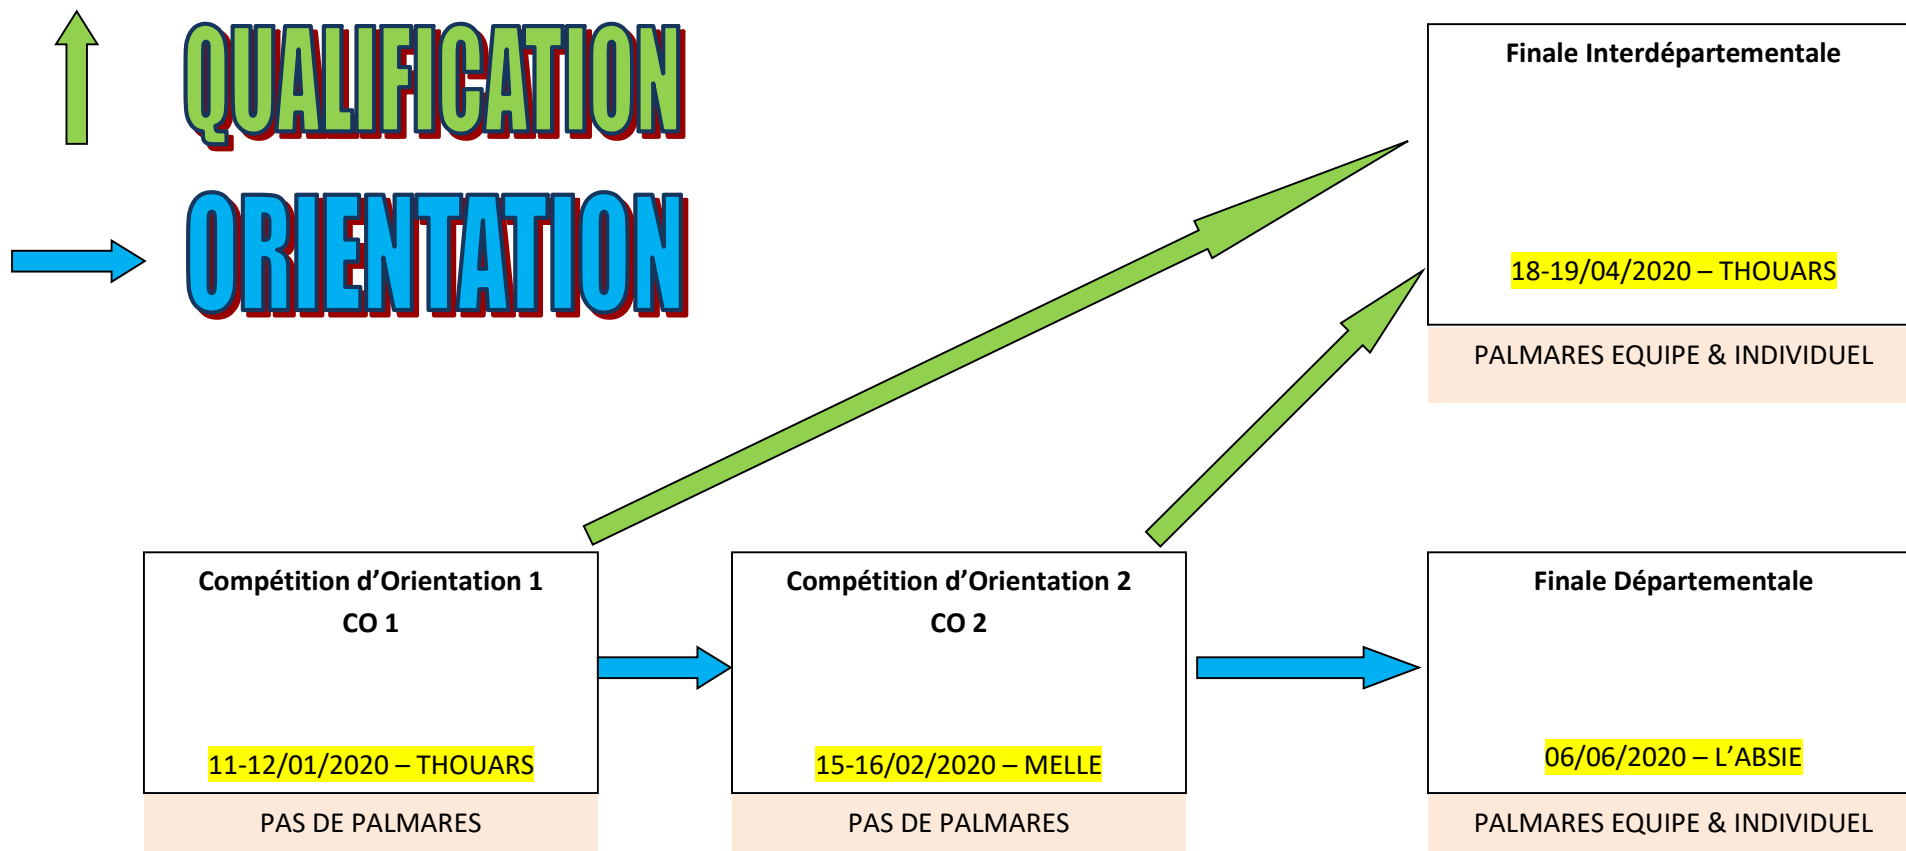 QUALIFICATION
ORIENTATION
Finale Interdépartementale
18-19/04/2020 – THOUARS
PALMARES EQUIPE & INDIVIDUEL
Compétition d’Orientation 1
CO 1
11-12/01/2020 – THOUARS
PAS DE PALMARES
Compétition d’Orientation 2
CO 2
15-16/02/2020 – MELLE
PAS DE PALMARES
Finale Départementale
06/06/2020 – L’ABSIE
PALMARES EQUIPE & INDIVIDUEL